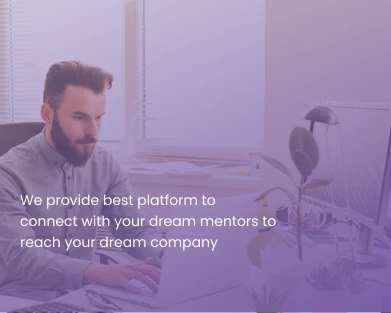 We provide best platform to
connect with your dream mentors to
reach your dream company